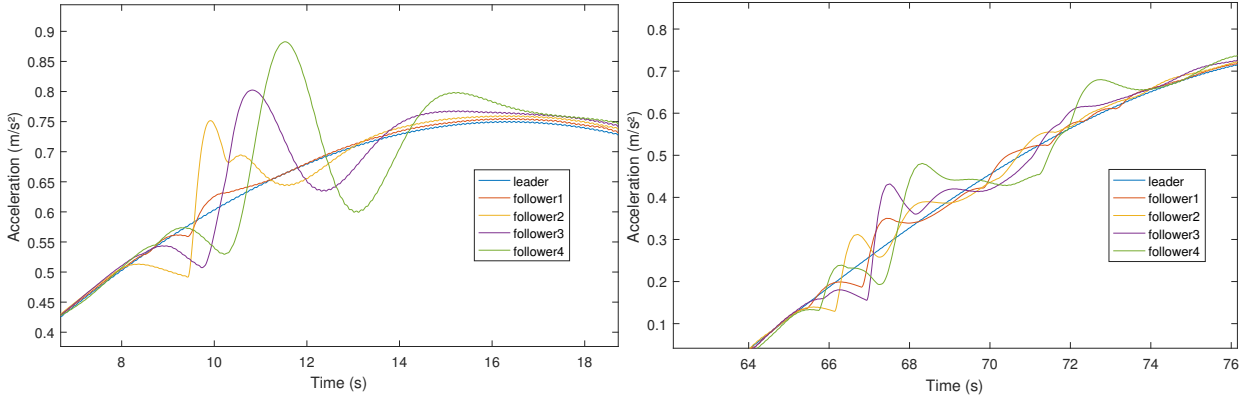 0.9
0.85
0.8
0.75
0.7
0.65
0.6
0.55
0.5
0.45
0.4
Acceleration (m/s²)
8 10 12 14 16 18
Time (s)
leader
follower1
follower2
follower3
follower4
0.8
0.7
0.6
0.5
0.4
0.3
0.2
0.1
Acceleration (m/s²)
64 66 68 70 72 74 76
Time (s)
leader
follower1
follower2
follower3
follower4